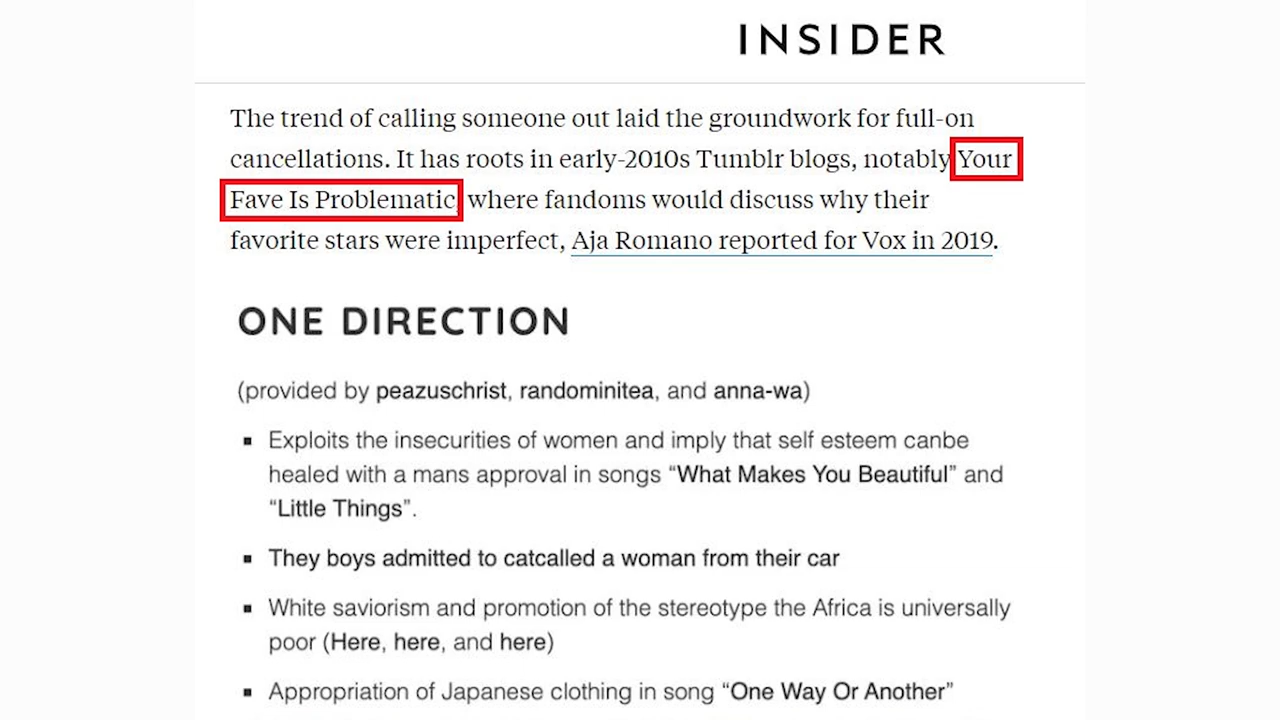 INSIDER
The trend of calling someone out laid the groundwork for full-on
cancellations. It has roots in early-2010s Tumblr blogs, notably Your
Fave Is Problematic, where fandoms would discuss why their
favorite stars were imperfect, Aja Romano reported for Vox in 2019.
ONE DIRECTION
(provided by peazuschrist, randominitea, and anna-wa)
▪ Exploits the insecurities of women and imply that self esteem canbe
healed with a mans approval in songs “What Makes You Beautiful” and
“Little Things”.
▪ They boys admitted to catcalled a woman from their car
▪ White saviorism and promotion of the stereotype the Africa is universally
poor (Here, here, and here)
▪ Appropriation of Japanese clothing in song “One Way Or Another”